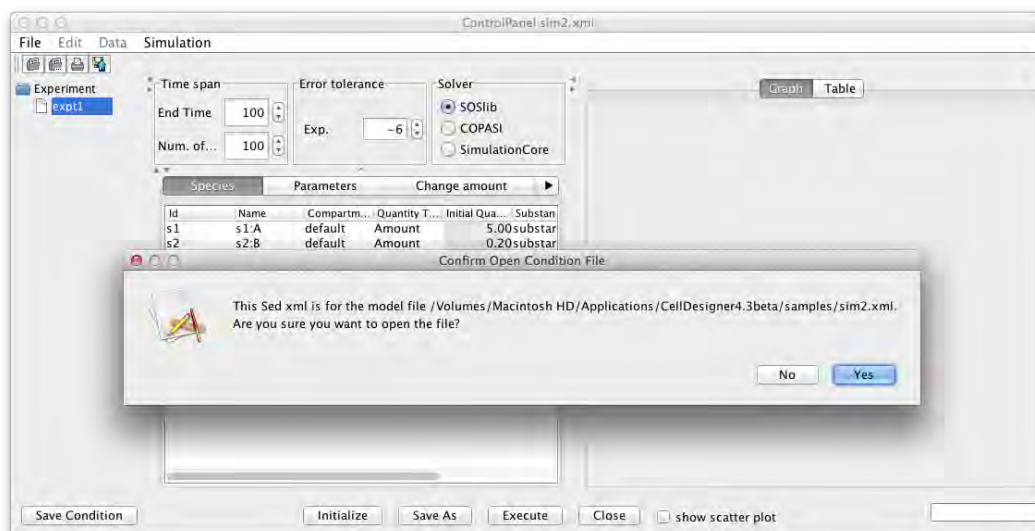 ControlPanel sim2.xml
File Edit Data Simulation
Experiment
expt1
Time span
End Time 100
Num. of... 100
Error tolerance
Exp. -6
Solver
SOSlib
COPASI
SimulationCore
Graph Table
Species Parameters Change amount
Id Name Compartm... Quantity T... Initial Qua... Substan
s1 s1:A default Amount 5.00 substar
s2 s2:B default Amount 0.20 substar
Confirm Open Condition File
This Sed xml is for the model file /Volumes/Macintosh HD/Applications/CellDesigner4.3beta/samples/sim2.xml.
Are you sure you want to open the file?
No Yes
Save Condition Initialize Save As Execute Close show scatter plot